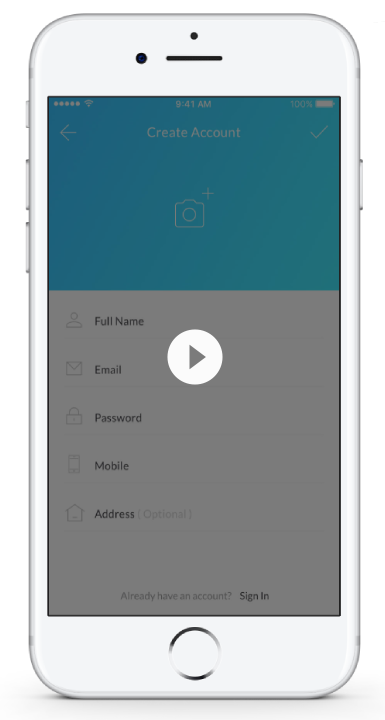 9:41 AM 100%
Create Account
Full Name
Email
Password
Mobile
Address ( Optional )
Already have an account? Sign In